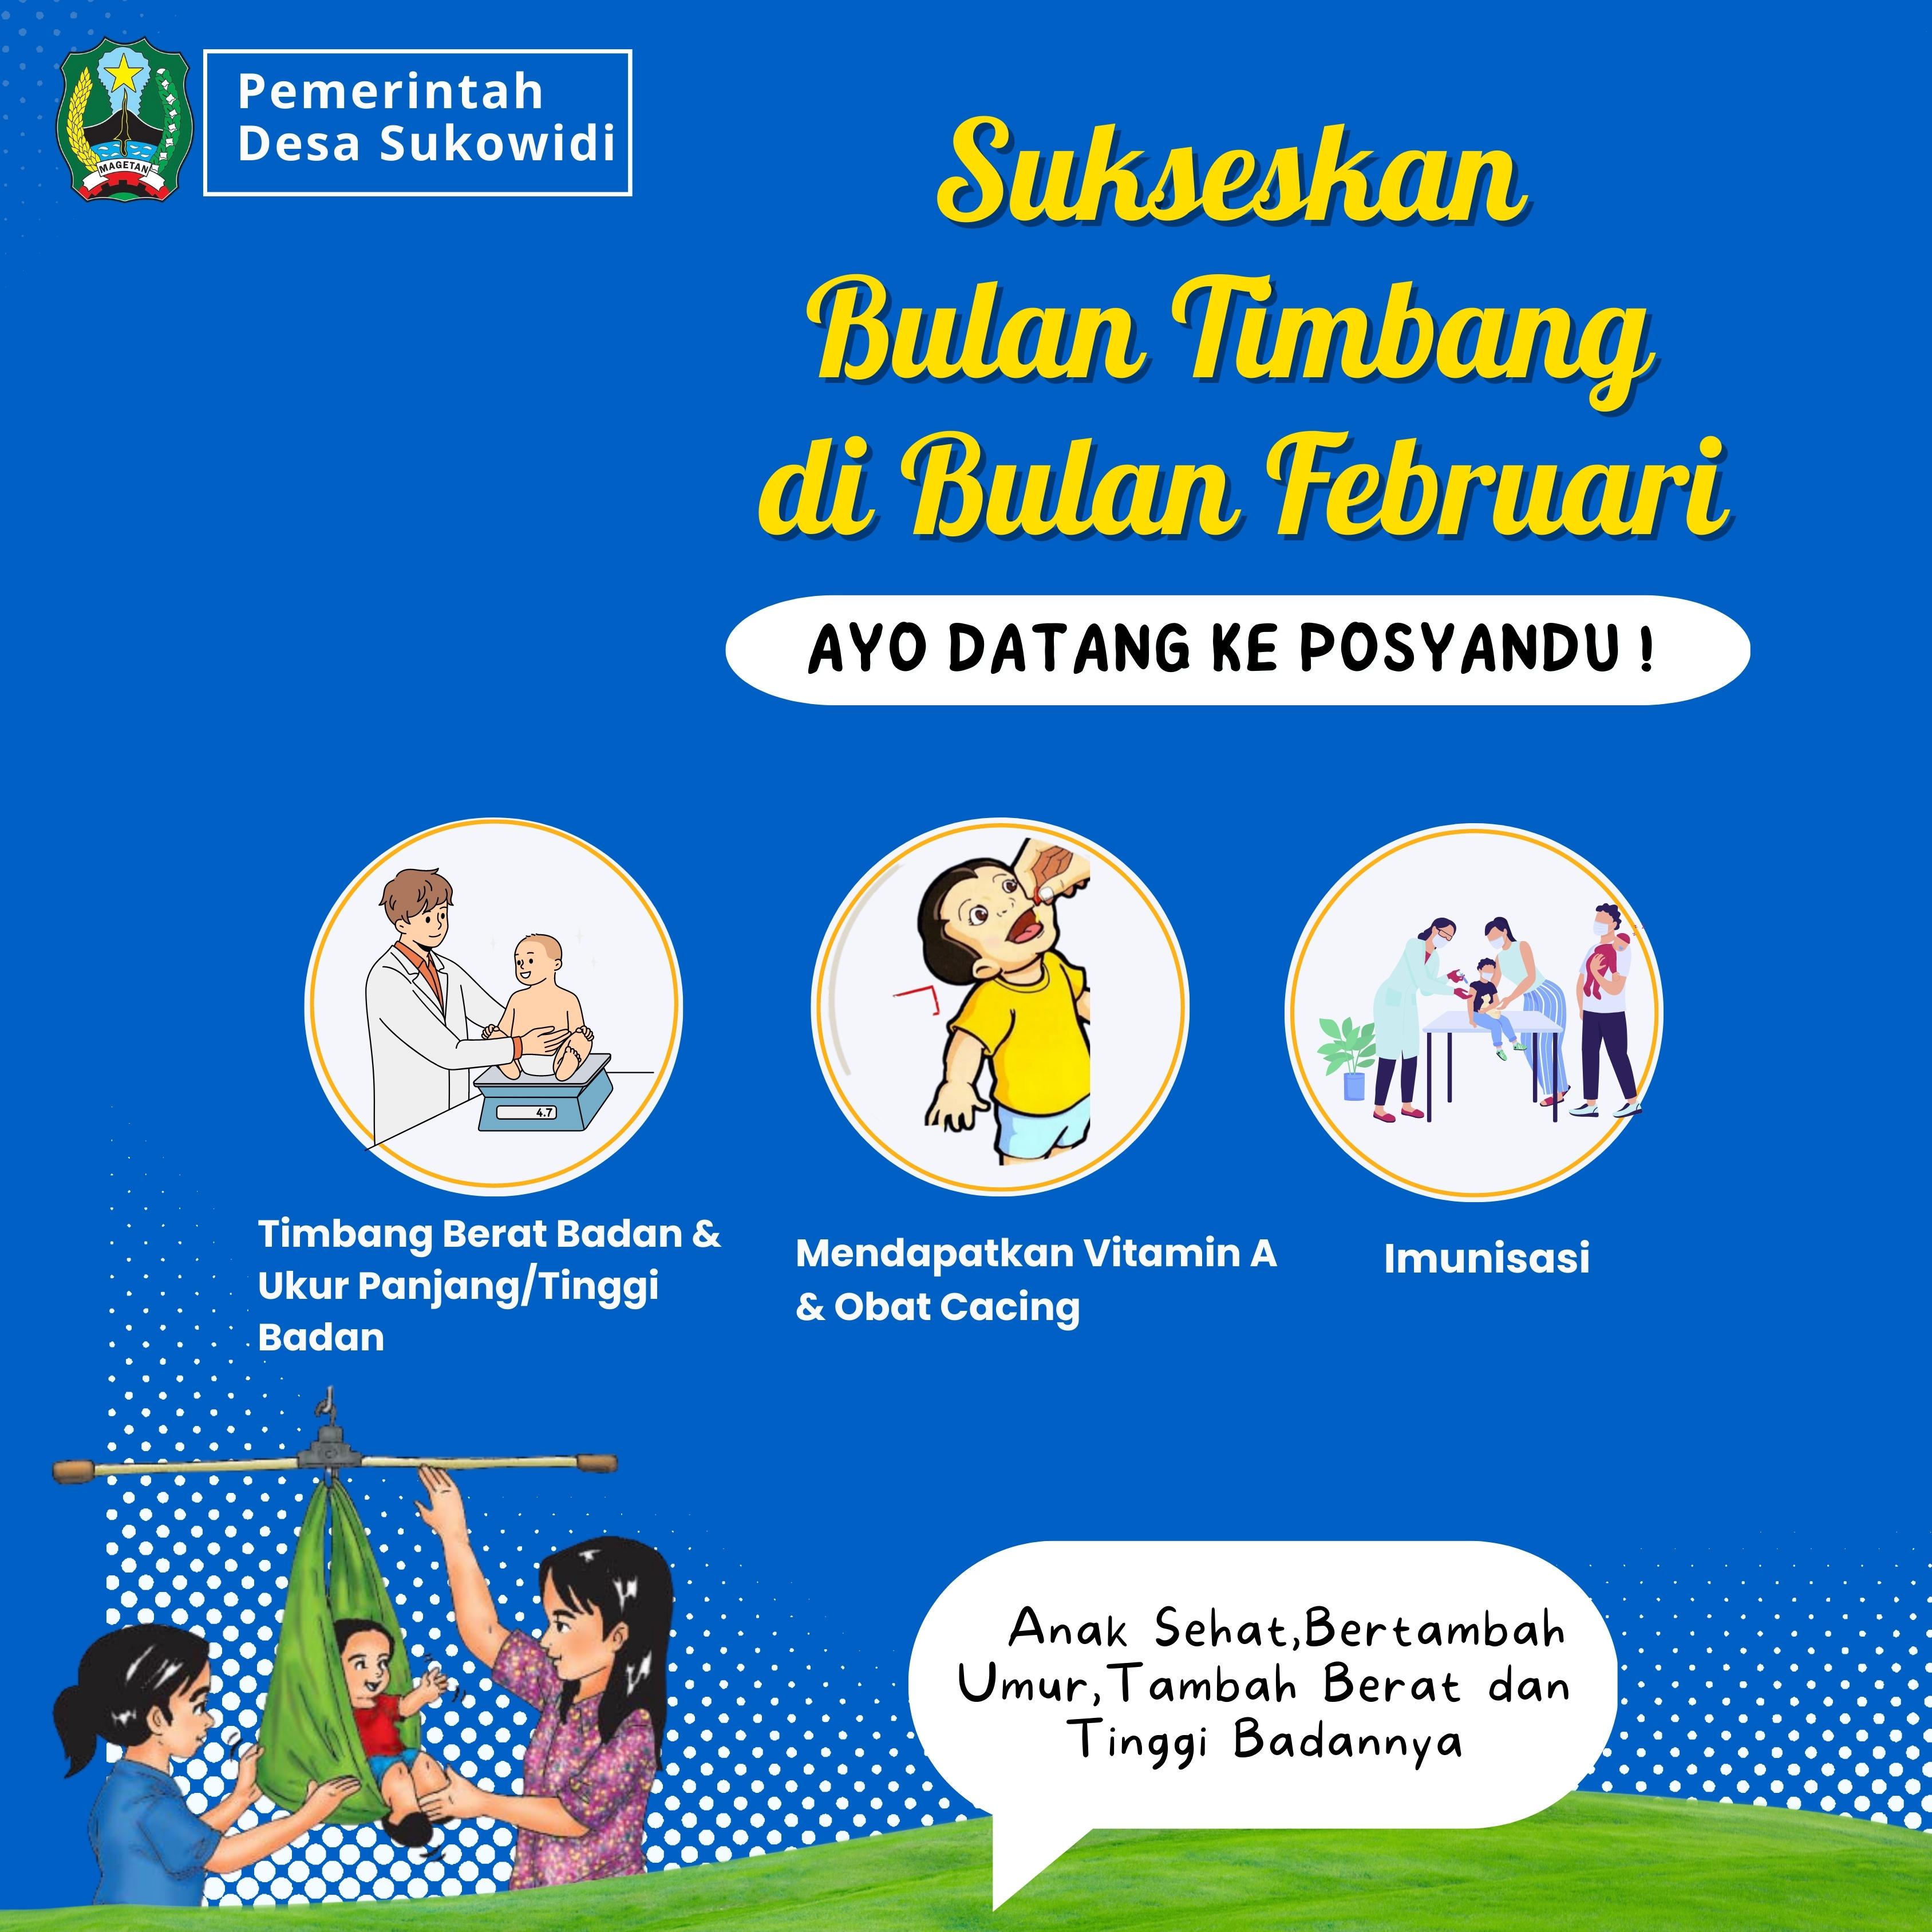 Pemerintah
Desa Sukowidi
MAGETAN
Sukseskan
Bulan Timbang
di Bulan Februari
AYO DATANG KE POSYANDU !
4.7
Timbang Berat Badan &
Ukur Panjang/Tinggi
Badan
Mendapatkan Vitamin A
& Obat Cacing
Imunisasi
Anak Sehat,Bertambah
Umur,Tambah Berat dan
Tinggi Badannya